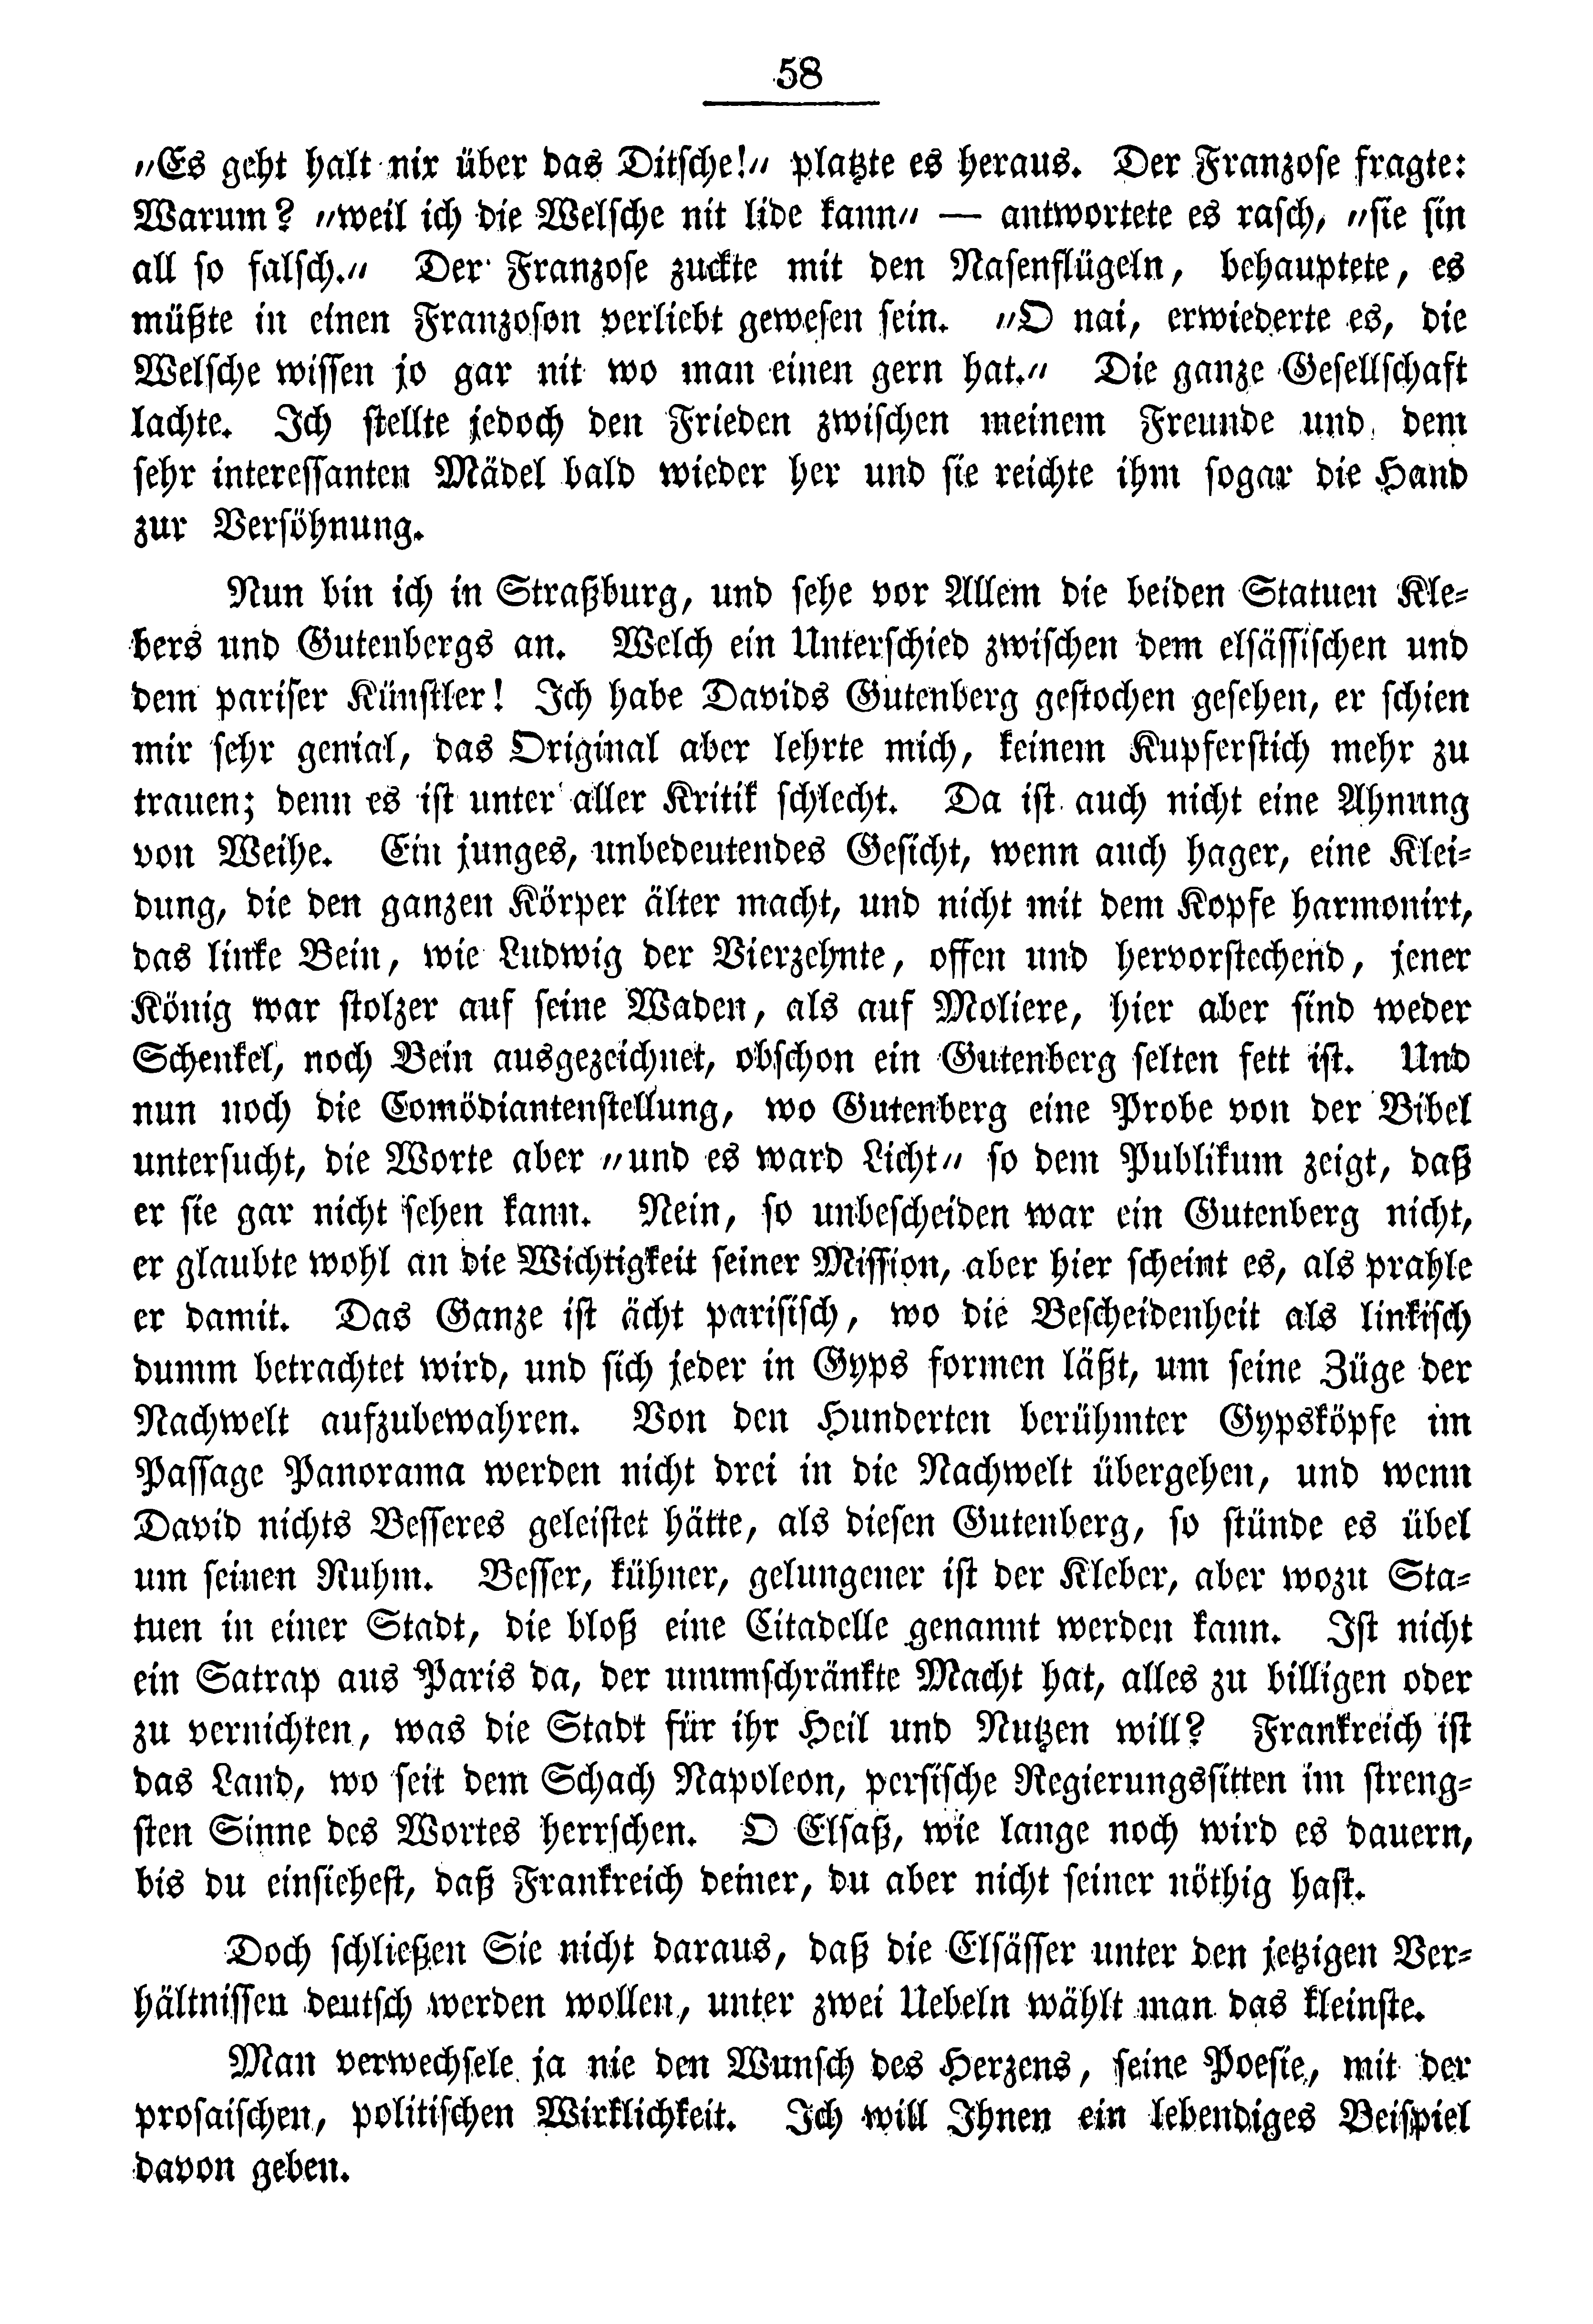 58
„Es geht halt nix über das Ditsche!„ platzte es heraus. Der Franzose fragte:
Warum? „weil ich die Welsche nit lide kann„ — antwortete es rasch, „sie sin
all so falsch.„ Der Franzose zuckte mit den Nasenflügeln, behauptete, es
müßte in einen Franzoson verliebt gewesen sein. „O nai, erwiederte es, die
Welsche wissen jo gar nit wo man einen gern hat.„ Die ganze Gesellschaft
lachte. Ich stellte jedoch den Frieden zwischen meinem Freunde und dem
sehr interessanten Mädel bald wieder her und sie reichte ihm sogar die Hand
zur Versöhnung.
Nun bin ich in Straßburg, und sehe vor Allem die beiden Statuen Kle-
bers und Gutenbergs an. Welch ein Unterschied zwischen dem elsässischen und
dem pariser Künstler! Ich habe Davids Gutenberg gestochen gesehen, er schien
mir sehr genial, das Original aber lehrte mich, keinem Kupferstich mehr zu
trauen; denn es ist unter aller Kritik schlecht. Da ist auch nicht eine Ahnung
von Weihe. Ein junges, unbedeutendes Gesicht, wenn auch hager, eine Klei-
dung, die den ganzen Körper älter macht, und nicht mit dem Kopfe harmonirt,
das linke Bein, wie Ludwig der Vierzehnte, offen und hervorstechend, jener
König war stolzer auf seine Waden, als auf Moliere, hier aber sind weder
Schenkel, noch Bein ausgezeichnet, obschon ein Gutenberg selten fett ist. Und
nun noch die Comödiantenstellung, wo Gutenberg eine Probe von der Bibel
untersucht, die Worte aber „und es ward Licht„ so dem Publikum zeigt, daß
er sie gar nicht sehen kann. Nein, so unbescheiden war ein Gutenberg nicht,
er glaubte wohl an die Wichtigkeit seiner Mission, aber hier scheint es, als prahle
er damit. Das Ganze ist ächt parisisch, wo die Bescheidenheit als linkisch
dumm betrachtet wird, und sich jeder in Gyps formen läßt, um seine Züge der
Nachwelt aufzubewahren. Von den Hunderten berühmter Gypsköpfe im
Passage Panorama werden nicht drei in die Nachwelt übergehen, und wenn
David nichts Besseres geleistet hätte, als diesen Gutenberg, so stünde es übel
um seinen Ruhm. Besser, kühner, gelungener ist der Kleber, aber wozu Sta-
tuen in einer Stadt, die bloß eine Citadelle genannt werden kann. Ist nicht
ein Satrap aus Paris da, der unumschränkte Macht hat, alles zu billigen oder
zu vernichten, was die Stadt für ihr Heil und Nutzen will? Frankreich ist
das Land, wo seit dem Schach Napoleon, persische Regierungssitten im streng-
sten Sinne des Wortes herrschen. O Elsaß, wie lange noch wird es dauern,
bis du einsiehest, daß Frankreich deiner, du aber nicht seiner nöthig hast.
Doch schließen Sie nicht daraus, daß die Elsässer unter den jetzigen Ver-
hältnissen deutsch werden wollen, unter zwei Uebeln wählt man das kleinste.
Man verwechsele ja nie den Wunsch des Herzens, seine Poesie, mit der
prosaischen, politischen Wirklichkeit. Ich will Ihnen ein lebendiges Beispiel
davon geben.